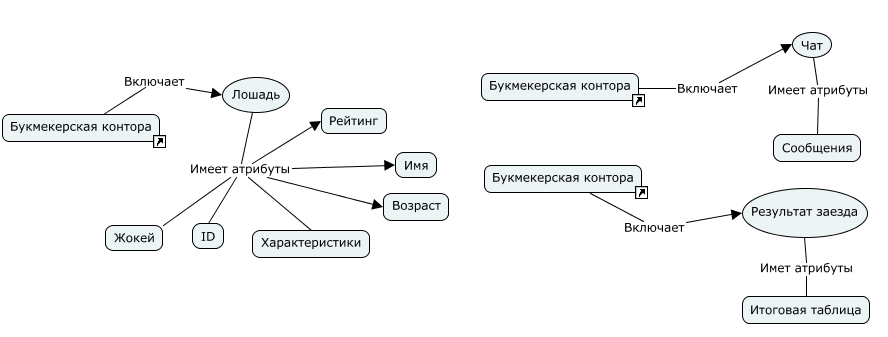 Включает
Лошадь
Букмекерская контора
Рейтинг
Имеет атрибуты
Имя
Возраст
Жокей
ID
Характеристики
Чат
Букмекерская контора
Включает
Имеет атрибуты
Сообщения
Букмекерская контора
Результат заезда
Включает
Имет атрибуты
Итоговая таблица